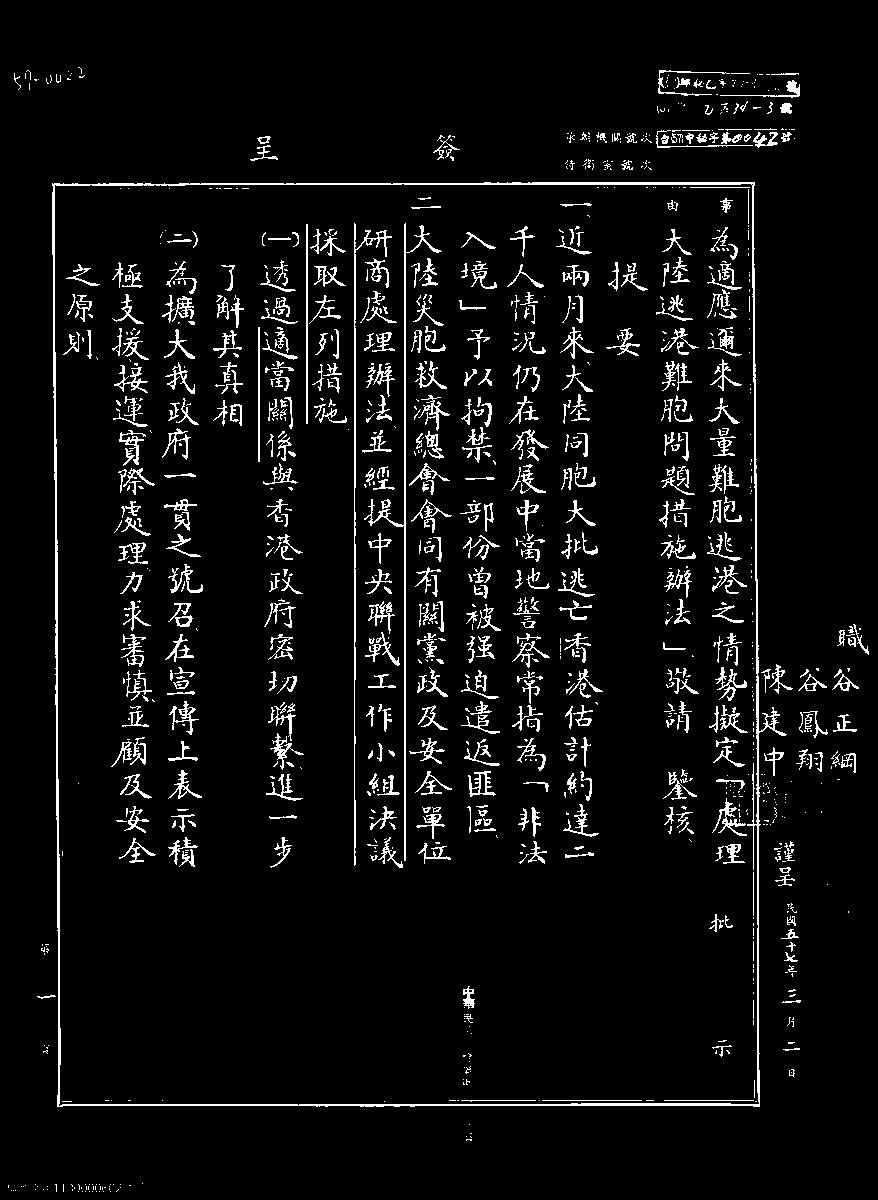 57-0022
簽呈
承辦機關號次
台(57)中秘字第0042號
侍衛室號次
事由
為適應邇來大量難胞逃港之情勢擬定「處理
大陸逃港難胞問題措施辦法」敬請 鑒核
提要
一、近兩月來大陸同胞大批逃亡香港估計約達二
千人情況仍在發展中當地警察常指為「非法
入境」予以拘禁一部份曾被强迫遣返匪區
二、大陸災胞救濟總會會同有關黨政及安全單位
研商處理辦法並經提中央聯戰工作小組決議
採取左列措施
(一)透過適當關係與香港政府密切聯繫進一步
了解其真相
(二)為擴大我政府一貫之號召在宣傳上表示積
極支援、接運實際處理力求審慎並顧及安全
之原則
批示
職 谷正綱
谷鳳翔
陳建中
謹呈 民國五十七年三月二日
第一頁
中華民